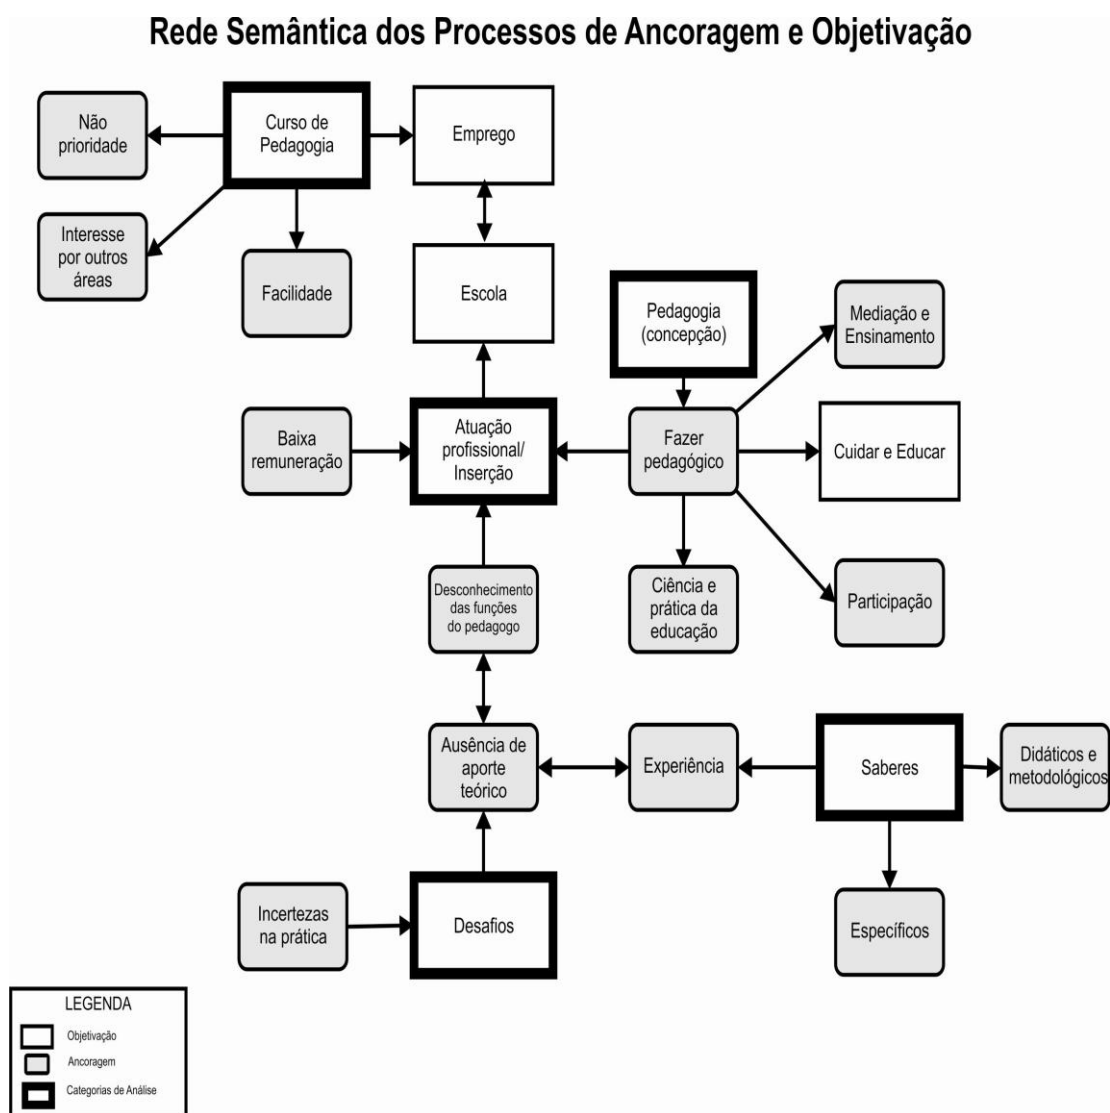 Rede Semântica dos Processos de Ancoragem e Objetivação
Não
prioridade
Curso de
Pedagogia
Emprego
Interesse
por outros
áreas
Facilidade
Escola
Pedagogia
(concepção)
Mediação e
Ensinamento
Baixa
remuneração
Atuação
profissional/
Inserção
Fazer
pedagógico
Cuidar e Educar
Desconhecimento
das funções
do pedagogo
Ciência e
prática da
educação
Participação
Ausência de
aporte
teórico
Experiência
Saberes
Didáticos e
metodológicos
Incertezas
na prática
Desafios
Específicos
LEGENDA
Objetivação
Ancoragem
Categorias de Análise